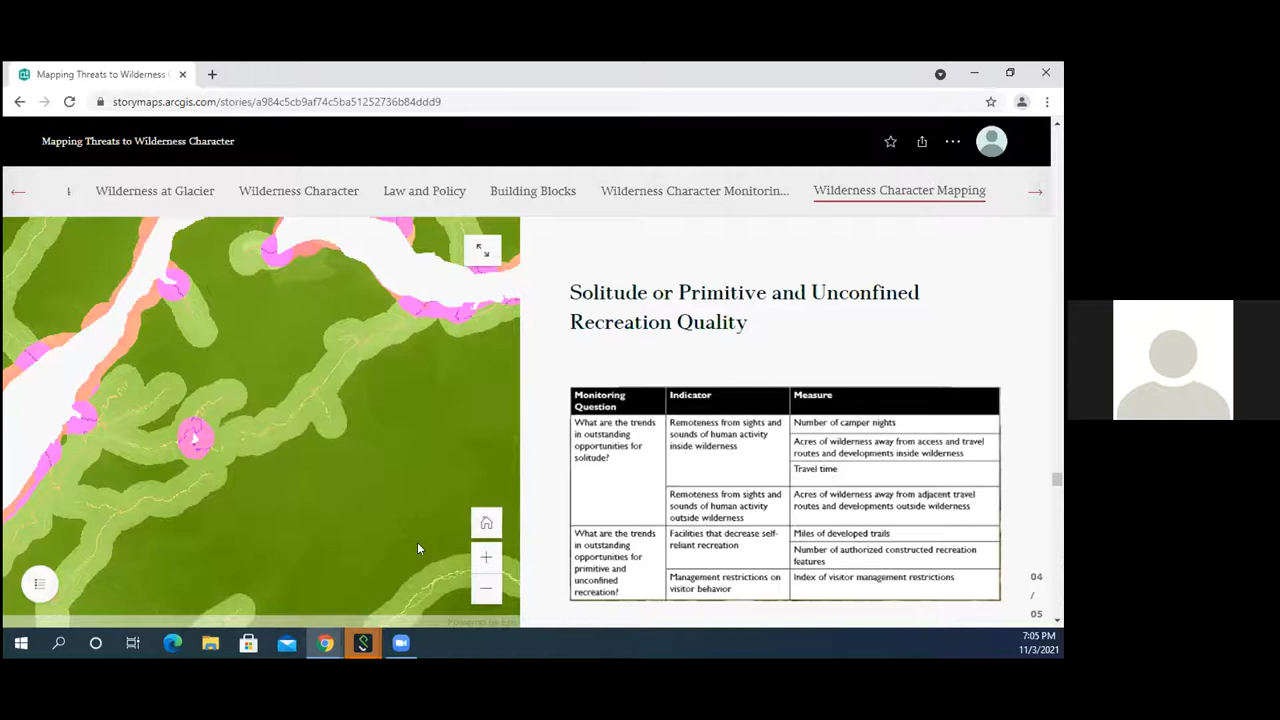 Mapping Threats to Wilderness
storymaps.arcgis.com/stories/a984c5cb9af74c5ba51252736b84ddd9
Mapping Threats to Wilderness Character
Wilderness at Glacier
Wilderness Character
Law and Policy
Building Blocks
Wilderness Character Monitorin...
Wilderness Character Mapping
Solitude or Primitive and Unconfined
Recreation Quality
Monitoring
Question
Indicator
Measure
What are the trends
in outstanding
opportunities for
solitude?
Remoteness from sights and
sounds of human activity
inside wilderness
Number of camper nights
Acres of wilderness away from access and travel
routes and developments inside wilderness
Travel time
Remoteness from sights and
sounds of human activity
outside wilderness
Acres of wilderness away from adjacent travel
routes and developments outside wilderness
What are the trends
in outstanding
opportunities for
primitive and
unconfined
recreation?
Facilities that decrease self-
reliant recreation
Miles of developed trails
Number of authorized constructed recreation
features
Management restrictions on
visitor behavior
Index of visitor management restrictions
04
/
05
Powered by Esri
7:05 PM
11/3/2021